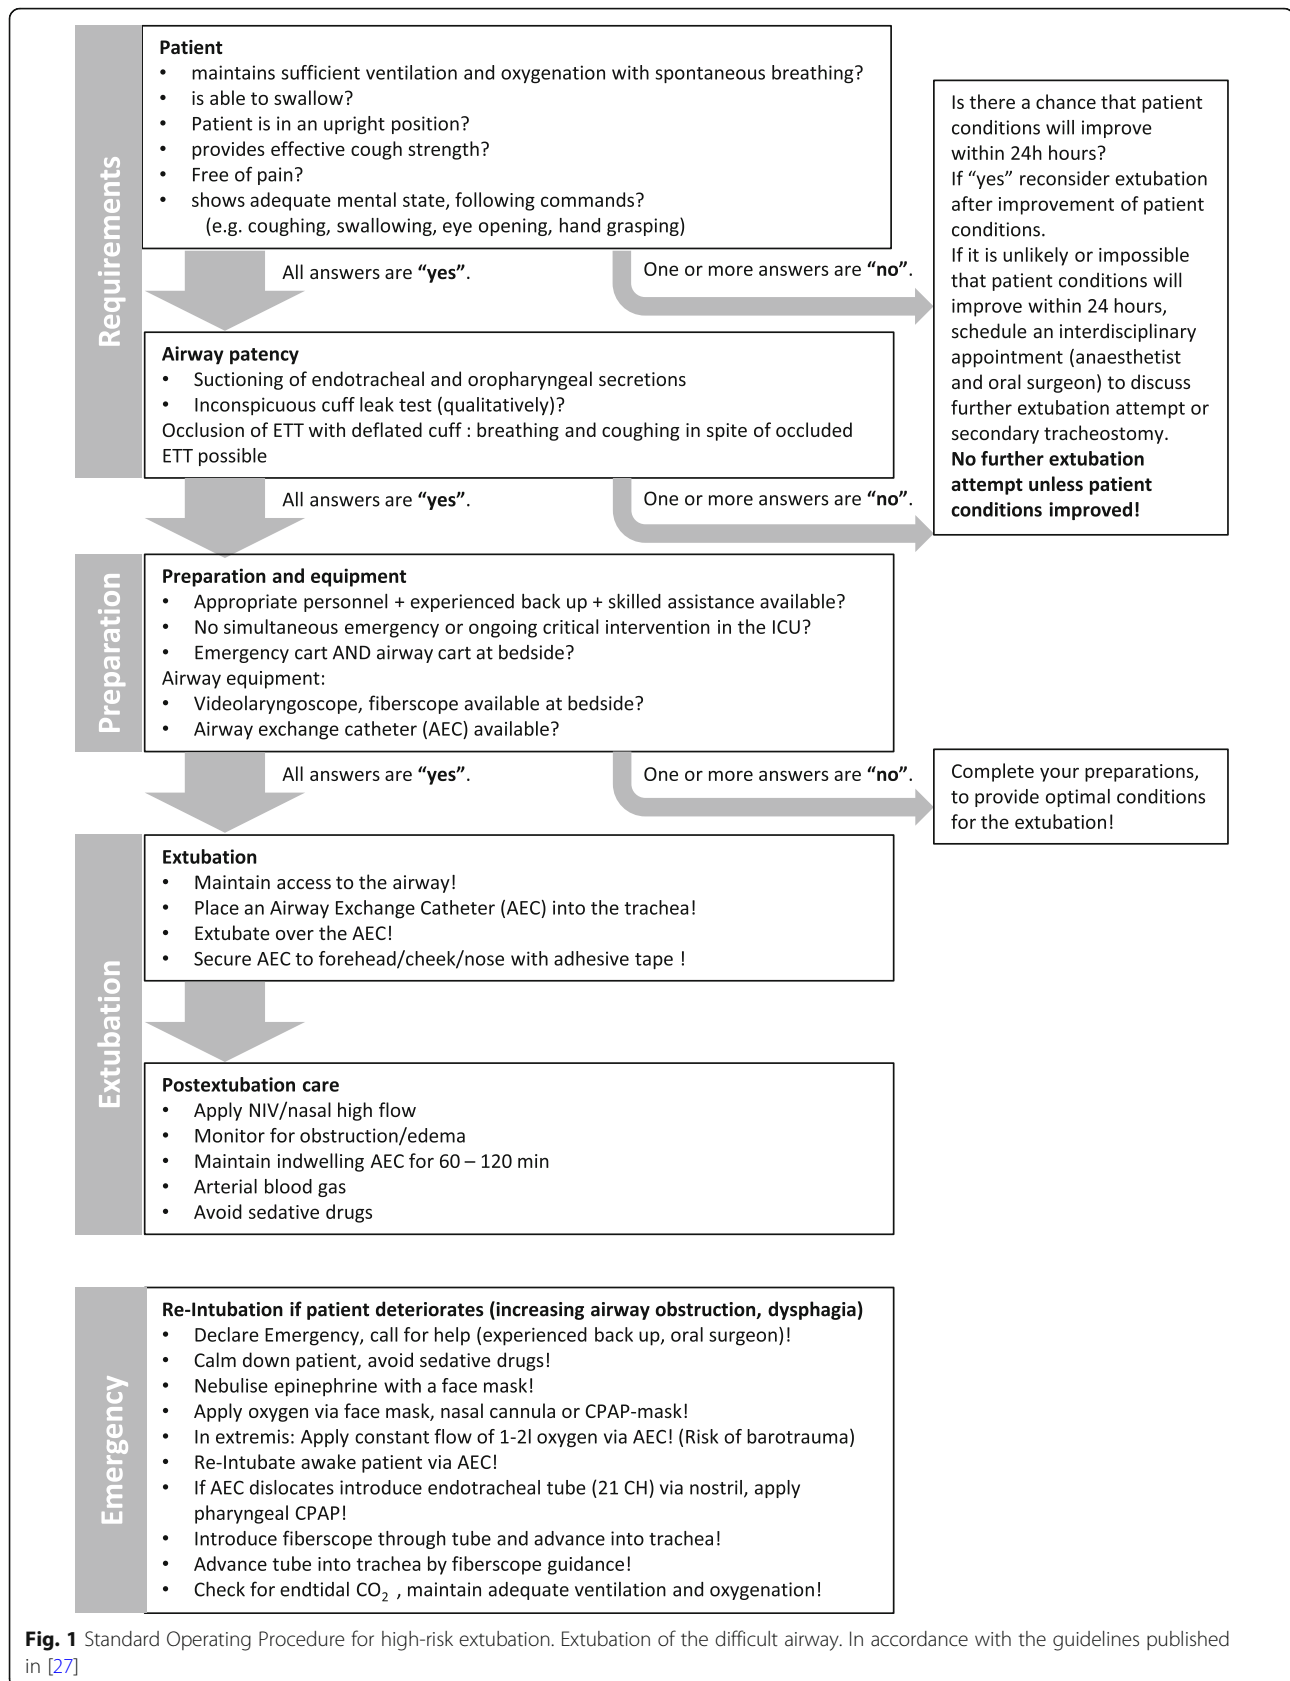 Requirements
Patient
• maintains sufficient ventilation and oxygenation with spontaneous breathing?
• is able to swallow?
• Patient is in an upright position?
• provides effective cough strength?
• Free of pain?
• shows adequate mental state, following commands?
(e.g. coughing, swallowing, eye opening, hand grasping)
All answers are “yes”.
One or more answers are “no”.
Is there a chance that patient
conditions will improve
within 24h hours?
If “yes” reconsider extubation
after improvement of patient
conditions.
If it is unlikely or impossible
that patient conditions will
improve within 24 hours,
schedule an interdisciplinary
appointment (anaesthetist
and oral surgeon) to discuss
further extubation attempt or
secondary tracheostomy.
No further extubation
attempt unless patient
conditions improved!
Airway patency
• Suctioning of endotracheal and oropharyngeal secretions
• Inconspicuous cuff leak test (qualitatively)?
Occlusion of ETT with deflated cuff : breathing and coughing in spite of occluded
ETT possible
All answers are “yes”.
One or more answers are “no”.
Preparation
Preparation and equipment
• Appropriate personnel + experienced back up + skilled assistance available?
• No simultaneous emergency or ongoing critical intervention in the ICU?
• Emergency cart AND airway cart at bedside?
Airway equipment:
• Videolaryngoscope, fiberscope available at bedside?
• Airway exchange catheter (AEC) available?
All answers are “yes”.
One or more answers are “no”.
Complete your preparations,
to provide optimal conditions
for the extubation!
Extubation
Extubation
• Maintain access to the airway!
• Place an Airway Exchange Catheter (AEC) into the trachea!
• Extubate over the AEC!
• Secure AEC to forehead/cheek/nose with adhesive tape !
Postextubation care
• Apply NIV/nasal high flow
• Monitor for obstruction/edema
• Maintain indwelling AEC for 60 – 120 min
• Arterial blood gas
• Avoid sedative drugs
Emergency
Re-Intubation if patient deteriorates (increasing airway obstruction, dysphagia)
• Declare Emergency, call for help (experienced back up, oral surgeon)!
• Calm down patient, avoid sedative drugs!
• Nebulise epinephrine with a face mask!
• Apply oxygen via face mask, nasal cannula or CPAP-mask!
• In extremis: Apply constant flow of 1-2l oxygen via AEC! (Risk of barotrauma)
• Re-Intubate awake patient via AEC!
• If AEC dislocates introduce endotracheal tube (21 CH) via nostril, apply
pharyngeal CPAP!
• Introduce fiberscope through tube and advance into trachea!
• Advance tube into trachea by fiberscope guidance!
• Check for endtidal CO₂ , maintain adequate ventilation and oxygenation!
Fig. 1 Standard Operating Procedure for high-risk extubation. Extubation of the difficult airway. In accordance with the guidelines published
in [27]